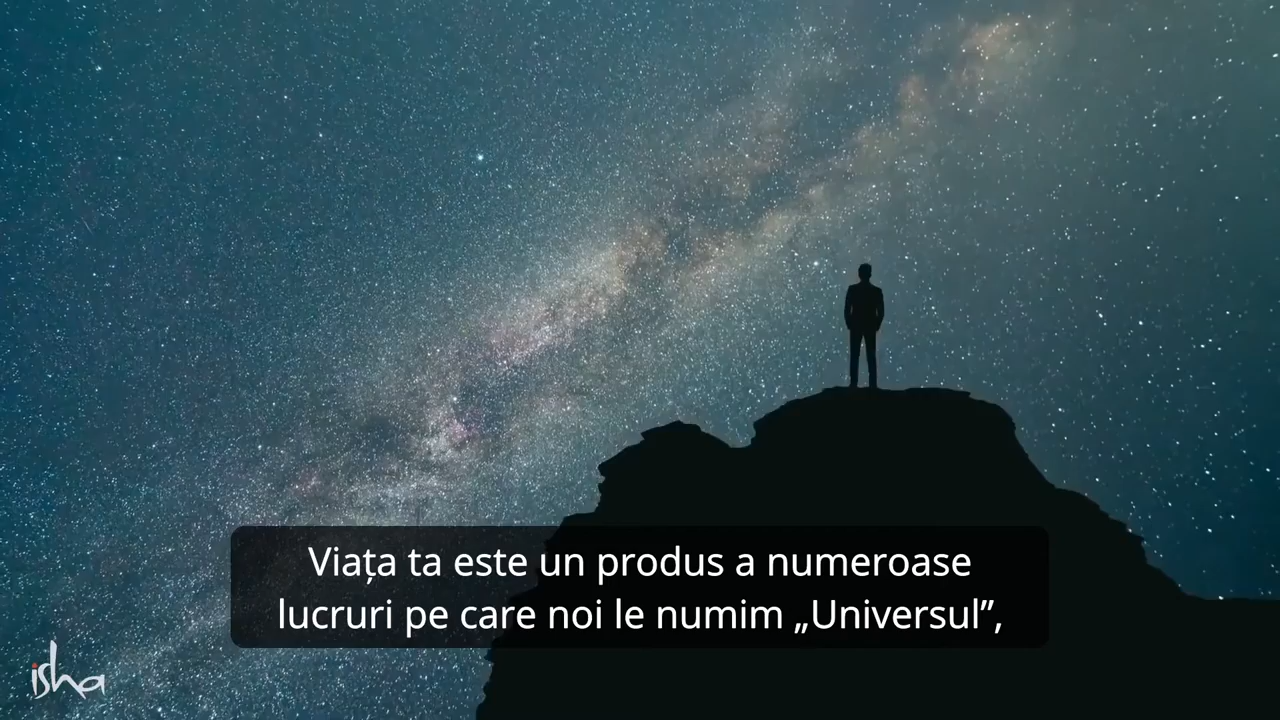 Viața ta este un produs a numeroase
lucruri pe care noi le numim „Universul”,
isha